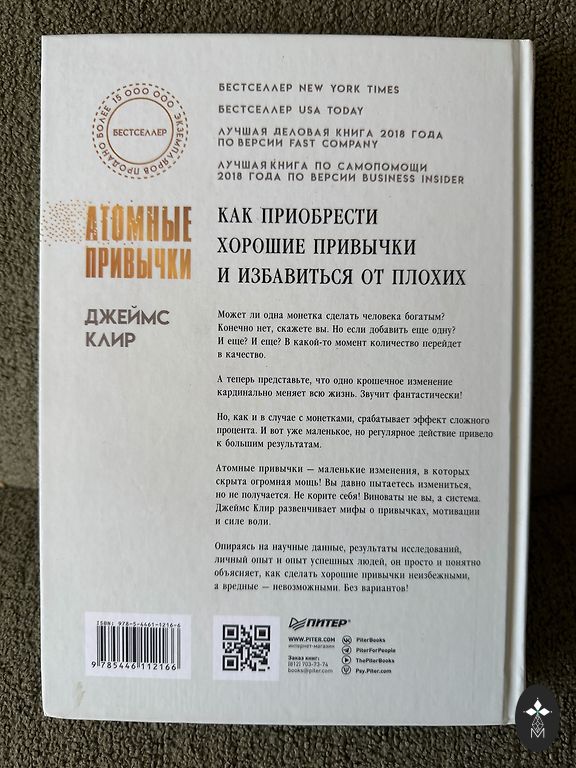 БЕСТСЕЛЛЕР NEW YORK TIMES
БЕСТСЕЛЛЕР USA TODAY
ЛУЧШАЯ ДЕЛОВАЯ КНИГА 2018 ГОДА
ПО ВЕРСИИ FAST COMPANY
ЛУЧШАЯ КНИГА ПО САМОПОМОЩИ
2018 ГОДА ПО ВЕРСИИ BUSINESS INSIDER
ПРОДАНО БОЛЕЕ 15 000 000 ЭКЗЕМПЛЯРОВ
БЕСТСЕЛЛЕР
АТОМНЫЕ
ПРИВЫЧКИ
ДЖЕЙМС
КЛИР
КАК ПРИОБРЕСТИ
ХОРОШИЕ ПРИВЫЧКИ
И ИЗБАВИТЬСЯ ОТ ПЛОХИХ
Может ли одна монетка сделать человека богатым?
Конечно нет, скажете вы. Но если добавить еще одну?
И еще? И еще? В какой-то момент количество перейдет
в качество.
А теперь представьте, что одно крошечное изменение
кардинально меняет всю жизнь. Звучит фантастически!
Но, как и в случае с монетками, срабатывает эффект сложного
процента. И вот уже маленькое, но регулярное действие привело
к большим результатам.
Атомные привычки — маленькие изменения, в которых
скрыта огромная мощь! Вы давно пытаетесь измениться,
но не получается. Не корите себя! Виноваты не вы, а система.
Джеймс Клир развенчивает мифы о привычках, мотивации
и силе воли.
Опираясь на научные данные, результаты исследований,
личный опыт и опыт успешных людей, он просто и понятно
объясняет, как сделать хорошие привычки неизбежными,
а вредные — невозможными. Без вариантов!
ISBN: 978-5-4461-1216-6
9 785446 112166
ПИТЕР
WWW.PITER.COM
интернет-магазин
Заказ книг:
(812) 703-73-74
books@piter.com
PiterBooks
PiterForPeople
ThePiterBooks
Psy.Piter.com
M